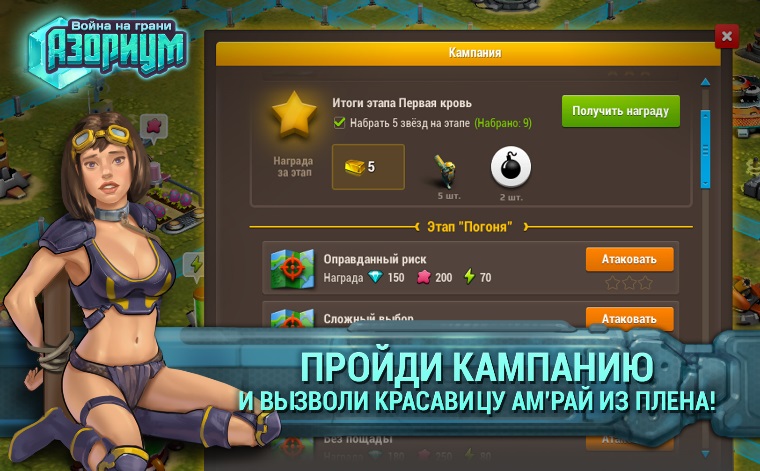 Война на грани
АЗОРИУМ
Кампания
Итоги этапа Первая кровь
Набрать 5 звёзд на этапе (Набрано: 9)
Получить награду
Награда
за этап
5
5 шт.
2 шт.
Этап "Погоня"
Оправданный риск
Награда 150 200 70
Атаковать
Сложный выбор
Атаковать
ПРОЙДИ КАМПАНИЮ
И ВЫЗВОЛИ КРАСАВИЦУ АМ'РАЙ ИЗ ПЛЕНА!
Без пощады
Атаковать
Награда